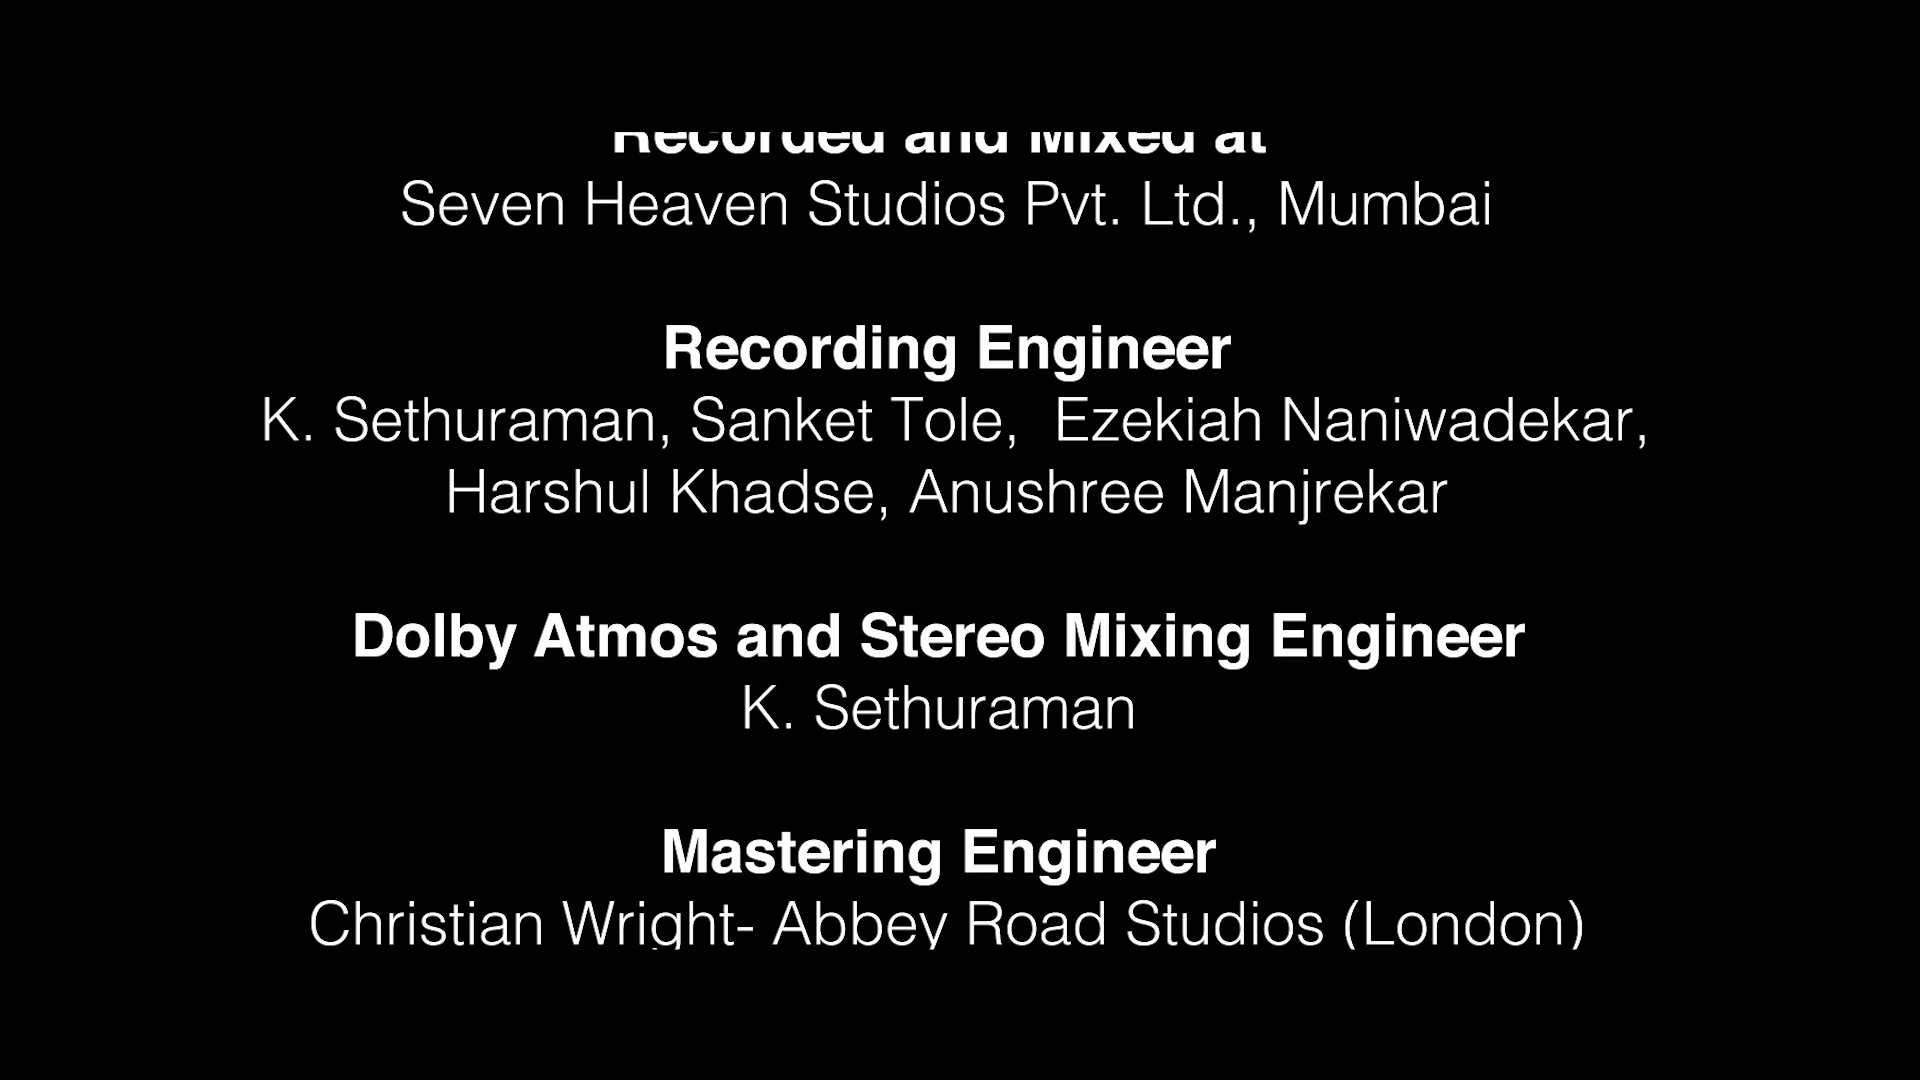 Recorded and Mixed at
Seven Heaven Studios Pvt. Ltd., Mumbai
Recording Engineer
K. Sethuraman, Sanket Tole,  Ezekiah Naniwadekar,
Harshul Khadse, Anushree Manjrekar
Dolby Atmos and Stereo Mixing Engineer
K. Sethuraman
Mastering Engineer
Christian Wright- Abbey Road Studios (London)